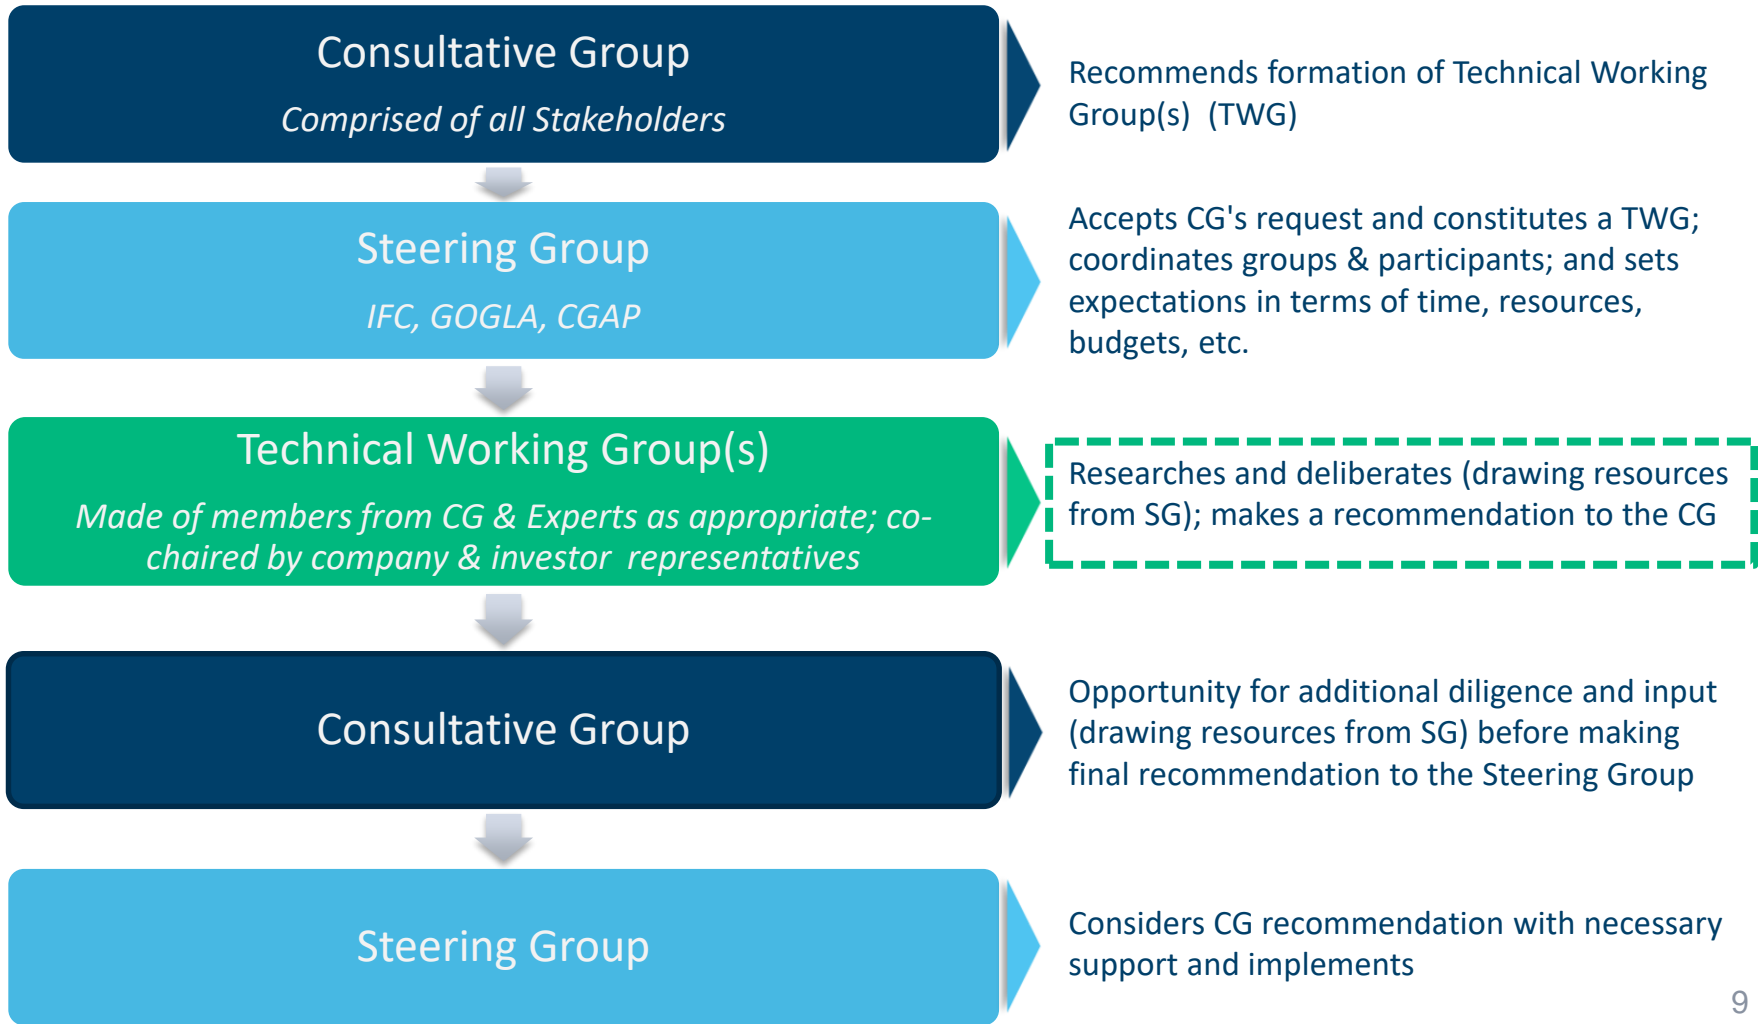 Consultative Group
Comprised of all Stakeholders
Recommends formation of Technical Working
Group(s) (TWG)
Steering Group
IFC, GOGLA, CGAP
Accepts CG's request and constitutes a TWG;
coordinates groups & participants; and sets
expectations in terms of time, resources,
budgets, etc.
Technical Working Group(s)
Made of members from CG & Experts as appropriate; co-
chaired by company & investor representatives
Researches and deliberates (drawing resources
from SG); makes a recommendation to the CG
Consultative Group
Opportunity for additional diligence and input
(drawing resources from SG) before making
final recommendation to the Steering Group
Steering Group
Considers CG recommendation with necessary
support and implements
9